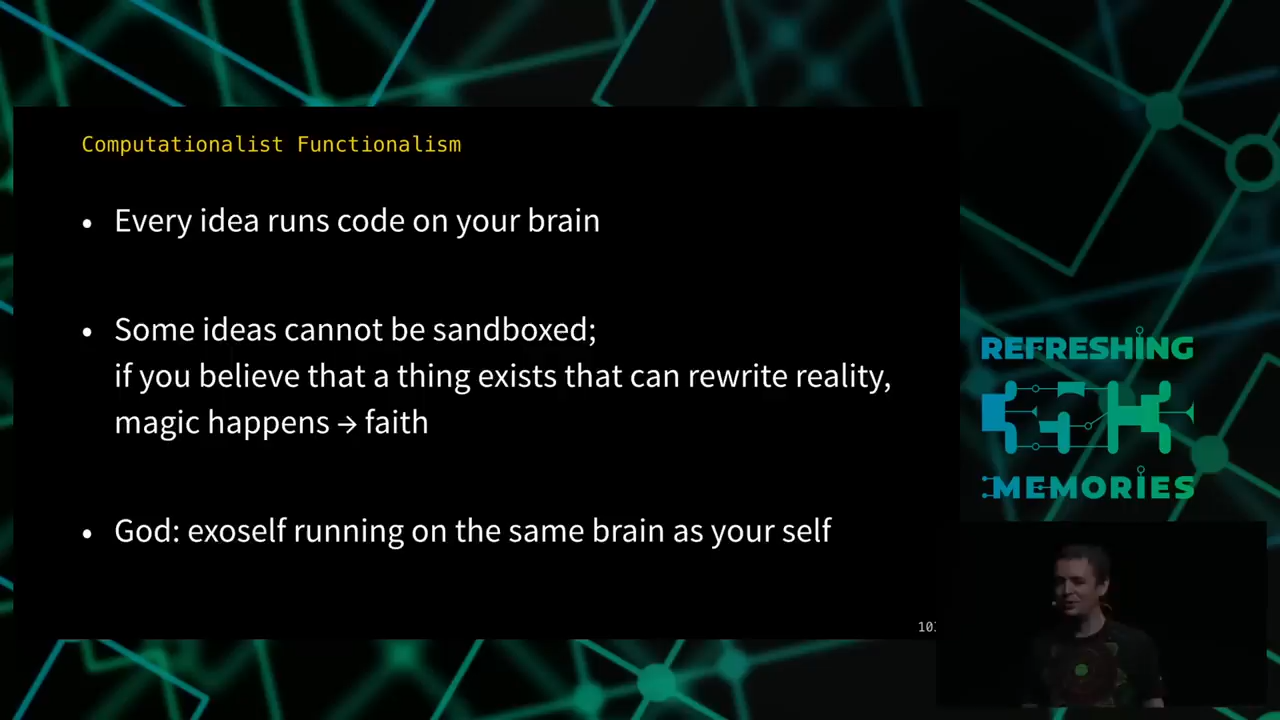 Computationalist Functionalism
• Every idea runs code on your brain
• Some ideas cannot be sandboxed;
if you believe that a thing exists that can rewrite reality,
magic happens → faith
• God: exoself running on the same brain as your self
REFRESHING
MEMORIES